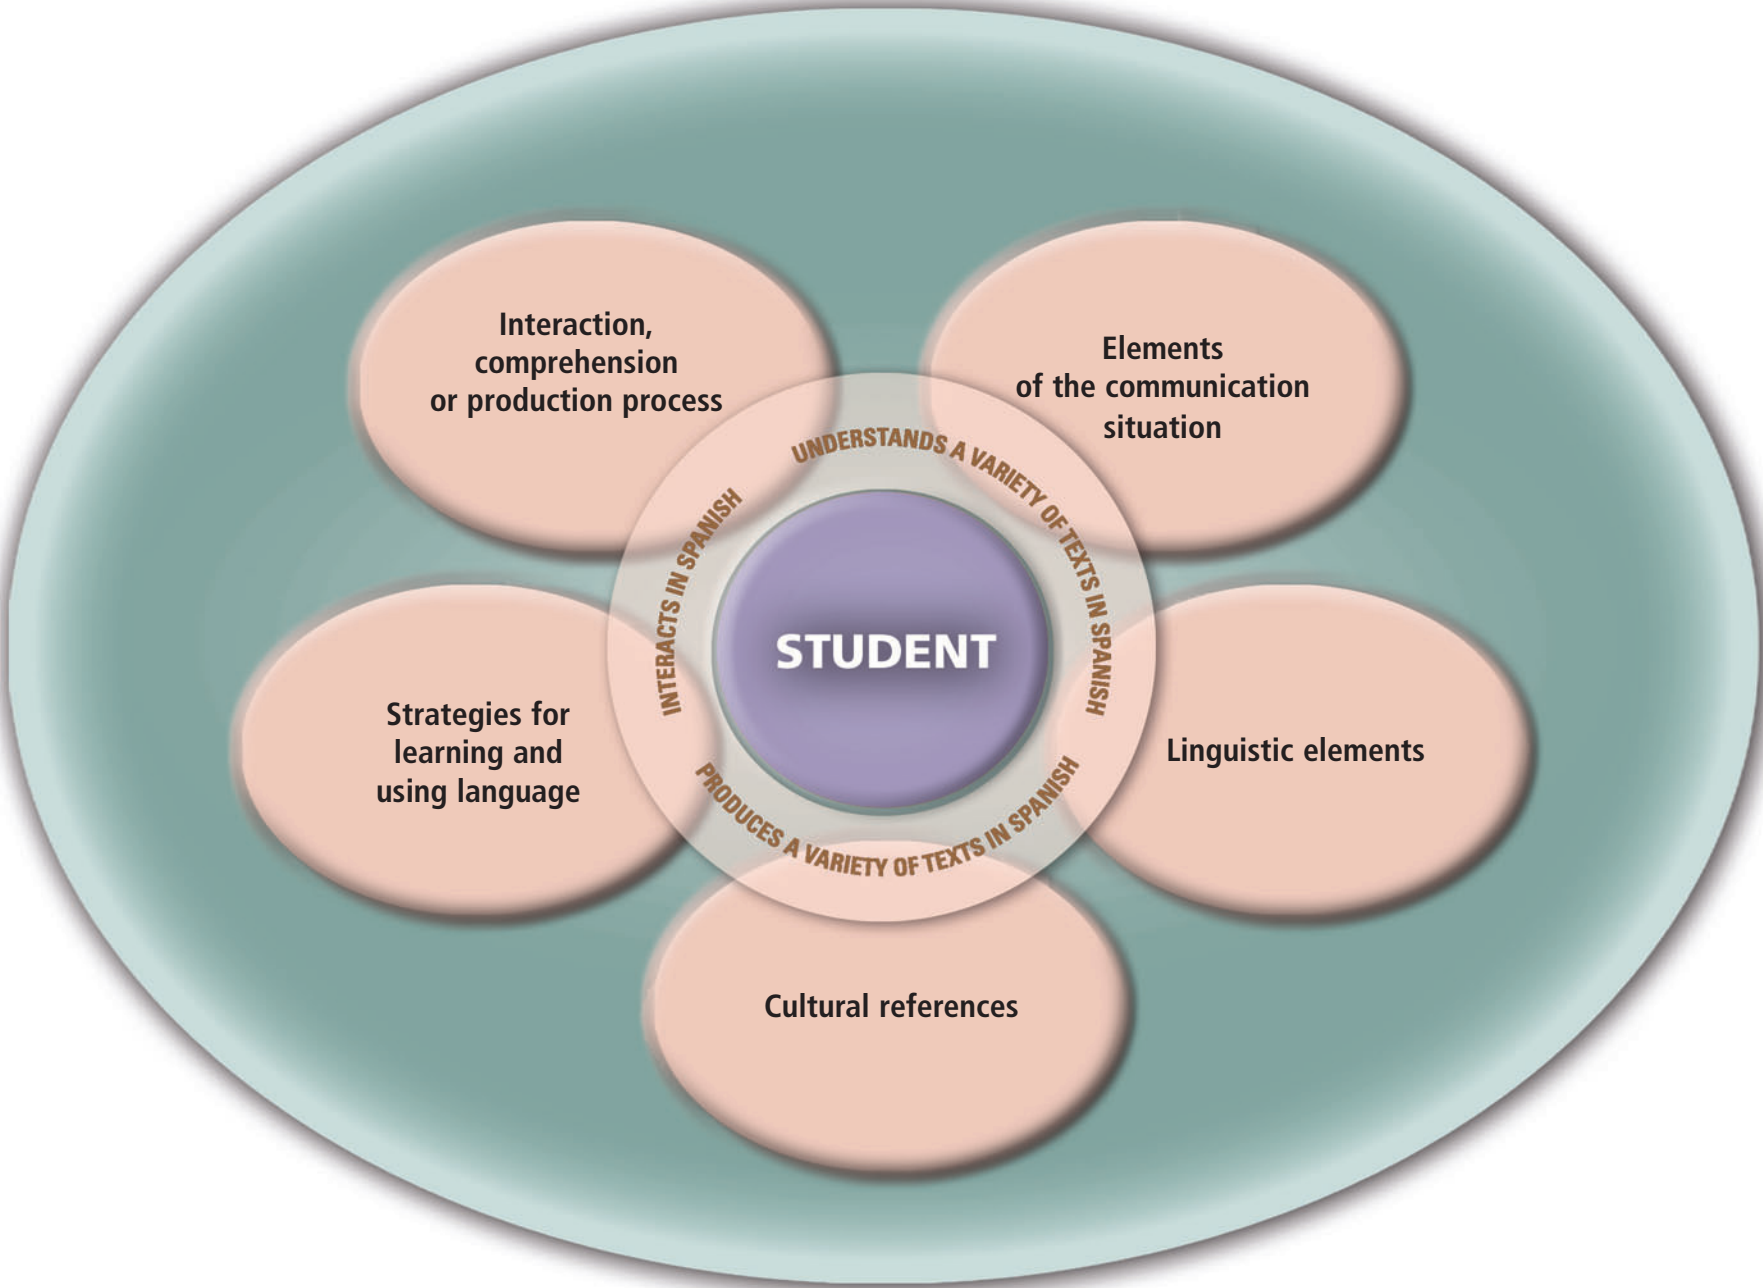 Interaction,
comprehension
or production process
Elements
of the communication
situation
UNDERSTANDS A VARIETY OF TEXTS IN SPANISH
INTERACTS IN SPANISH
STUDENT
Strategies for
learning and
using language
Linguistic elements
PRODUCES A VARIETY OF TEXTS IN SPANISH
Cultural references